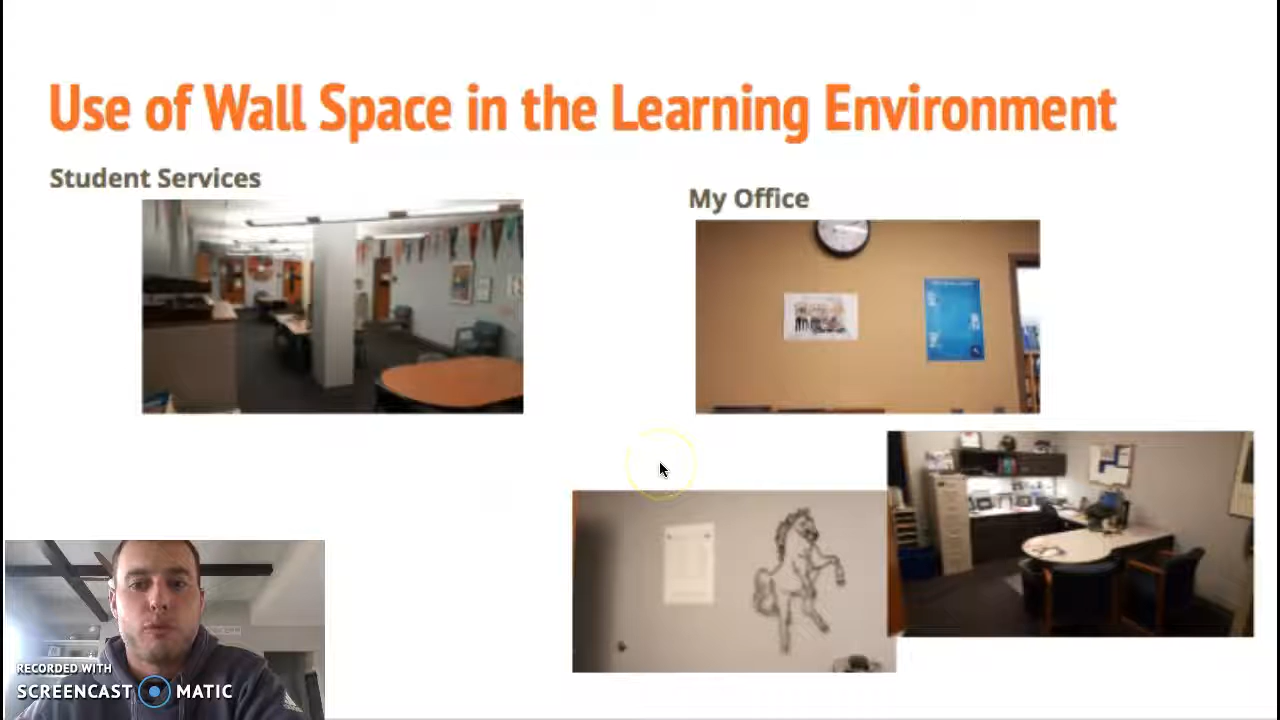 Use of Wall Space in the Learning Environment
Student Services
My Office
RECORDED WITH
SCREENCAST MATIC